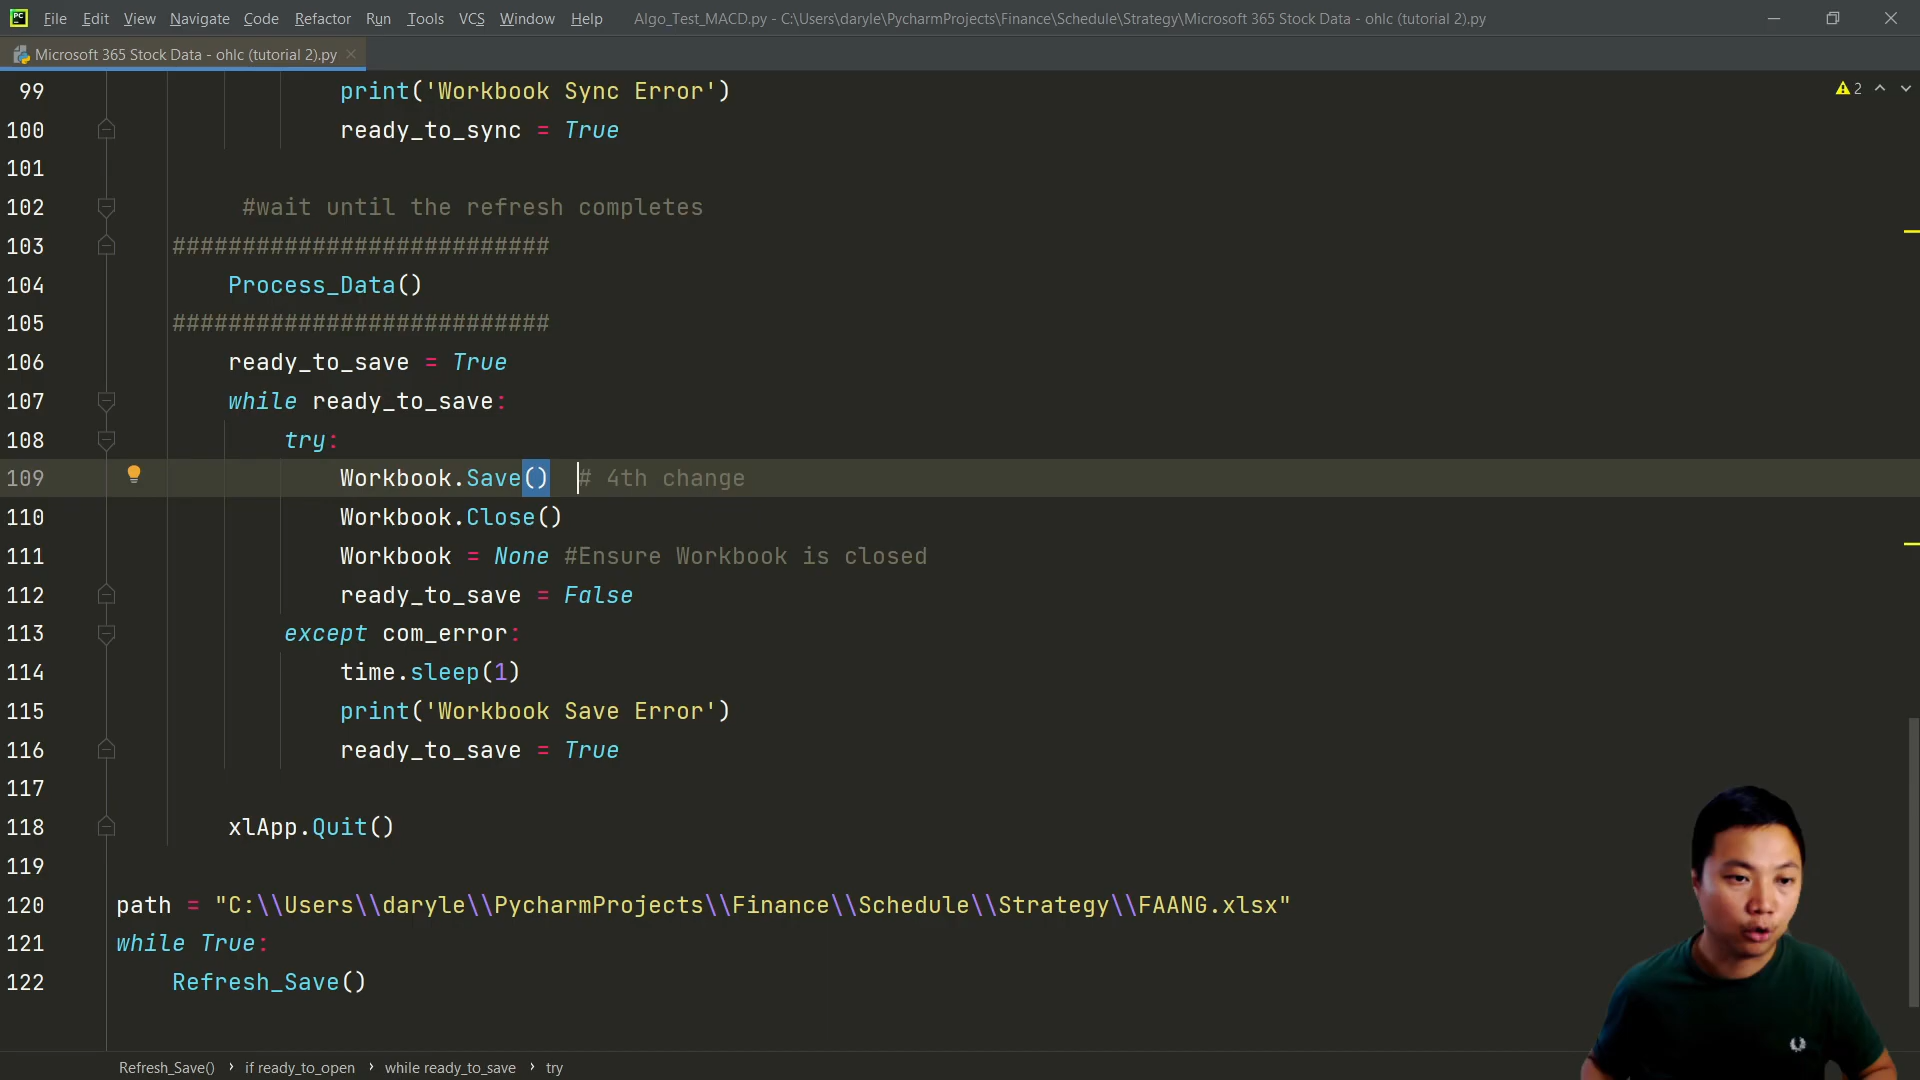 PC File Edit View Navigate Code Refactor Run Tools VCS Window Help Algo_Test_MACD.py - C:\Users\daryle\PycharmProjects\Finance\Schedule\Strategy\Microsoft 365 Stock Data - ohlc (tutorial 2).py
Microsoft 365 Stock Data - ohlc (tutorial 2).py
99 print('Workbook Sync Error')
2
100 ready_to_sync = True
101
102 #wait until the refresh completes
103 ###########################
104 Process_Data()
105 ###########################
106 ready_to_save = True
107 while ready_to_save:
108 try:
109 Workbook.Save() # 4th change
110 Workbook.Close()
111 Workbook = None #Ensure Workbook is closed
112 ready_to_save = False
113 except com_error:
114 time.sleep(1)
115 print('Workbook Save Error')
116 ready_to_save = True
117
118 xlApp.Quit()
119
120 path = "C:\\Users\\daryle\\PycharmProjects\\Finance\\Schedule\\Strategy\\FAANG.xlsx"
121 while True:
122 Refresh_Save()
Refresh_Save() › if ready_to_open › while ready_to_save › try